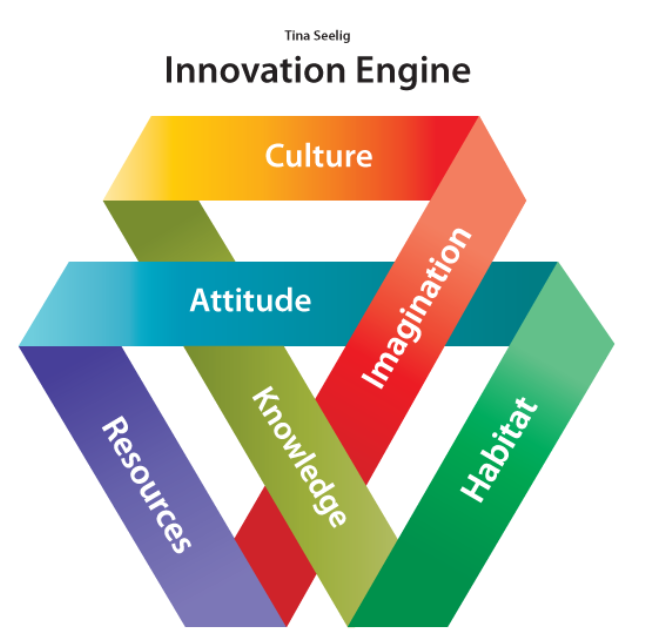 Tina Seelig
Innovation Engine
Culture
Imagination
Attitude
Knowledge
Habitat
Resources